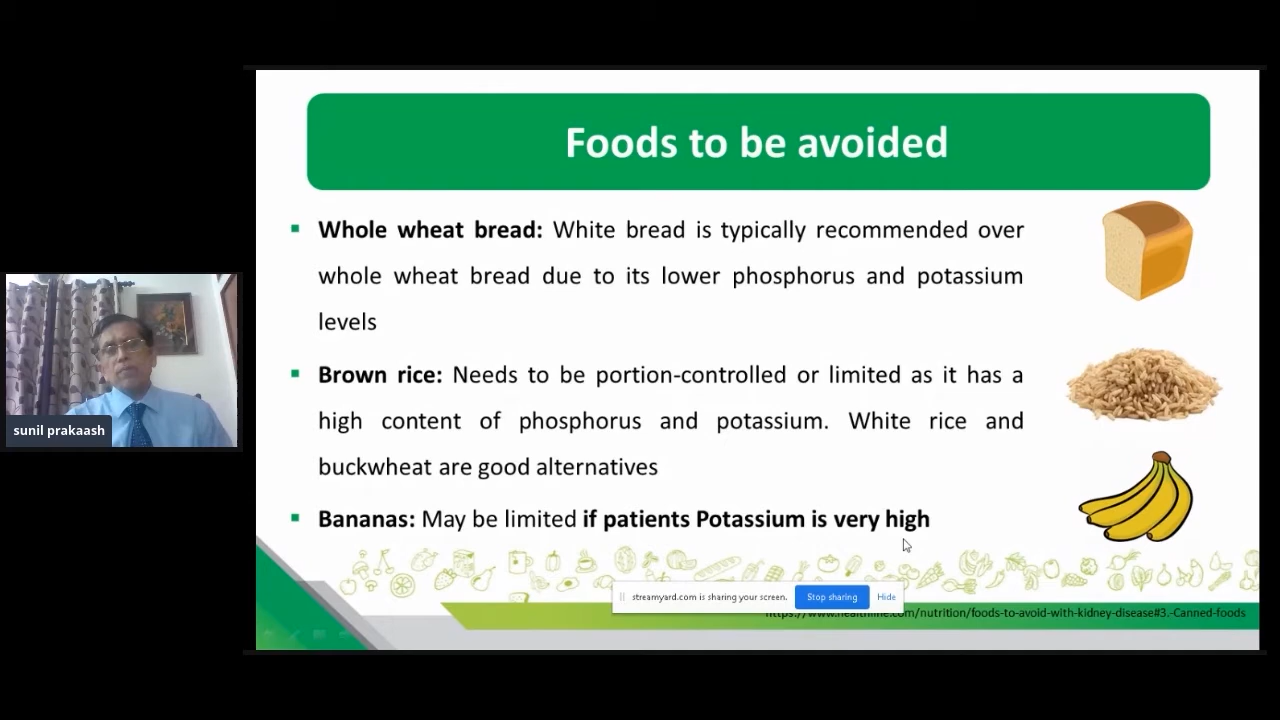 Foods to be avoided
Whole wheat bread: White bread is typically recommended over
whole wheat bread due to its lower phosphorus and potassium
levels
Brown rice: Needs to be portion-controlled or limited as it has a
high content of phosphorus and potassium. White rice and
buckwheat are good alternatives
Bananas: May be limited if patients Potassium is very high
sunil prakaash
streamyard.com is sharing your screen. Stop sharing Hide
https://www.healthline.com/nutrition/foods-to-avoid-with-kidney-disease#3.-Canned-foods